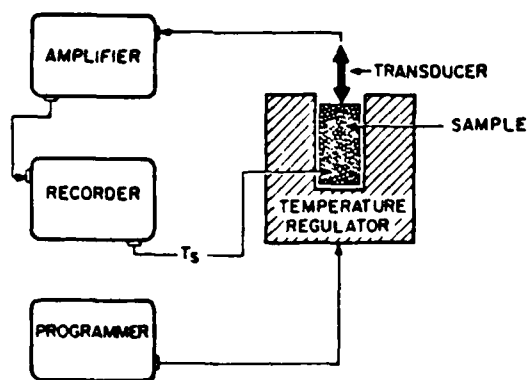 AMPLIFIER
TRANSDUCER
SAMPLE
RECORDER
TEMPERATURE
REGULATOR
Ts
PROGRAMMER